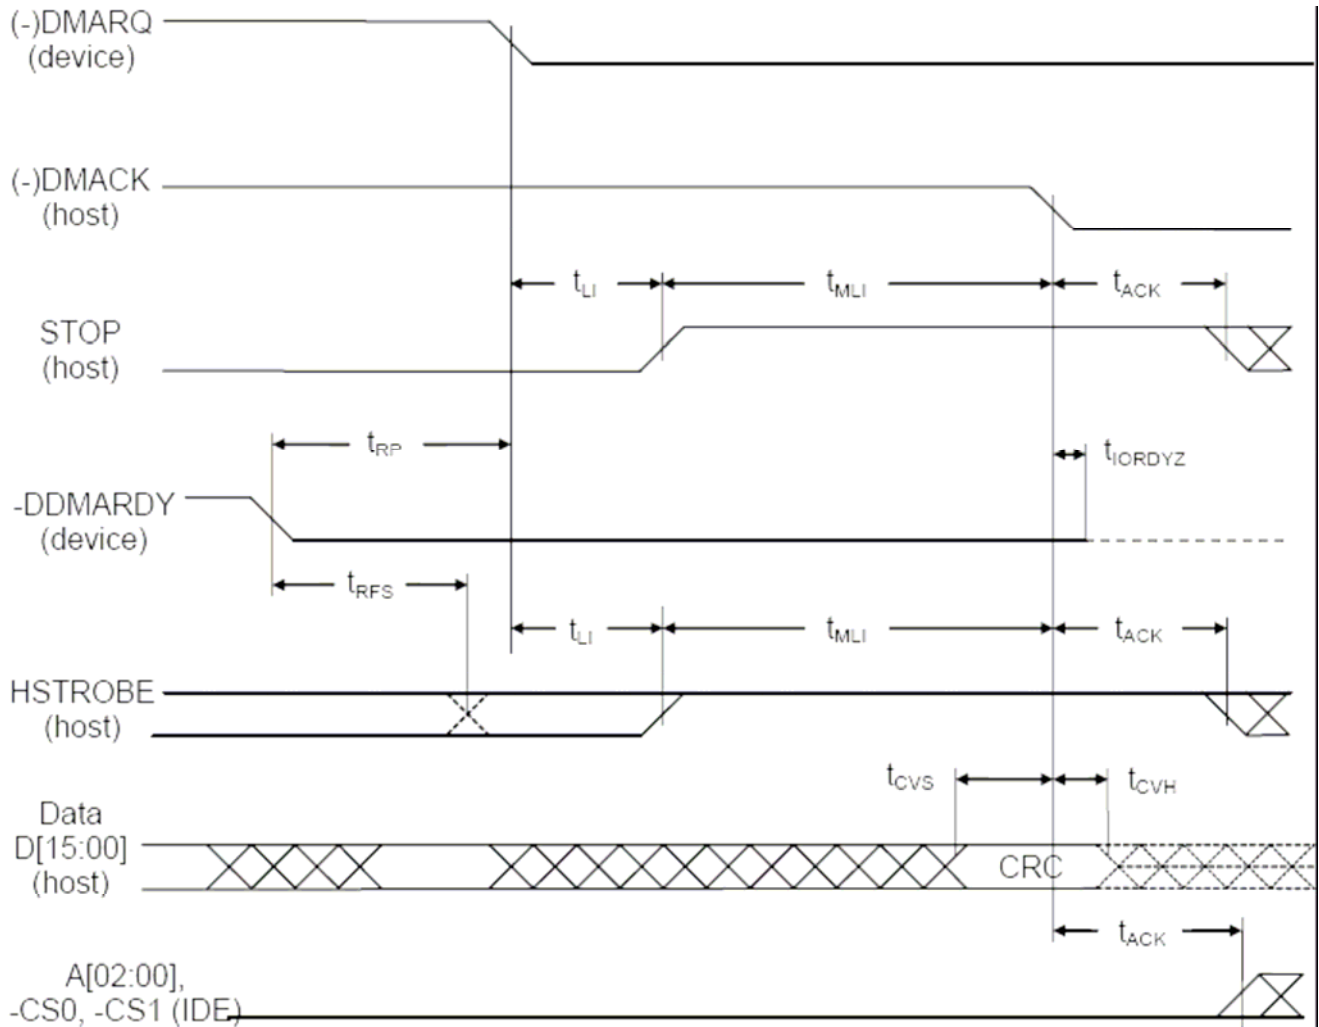 (-)DMARQ
(device)
(-)DMACK
(host)
tLI tMLI tACK
STOP
(host)
tRP tIORDYZ
-DDMARDY
(device)
tRFS
tLI tMLI tACK
HSTROBE
(host)
tCVS tCVH
Data
D[15:00]
(host)
CRC
tACK
A[02:00],
-CS0, -CS1 (IDE)